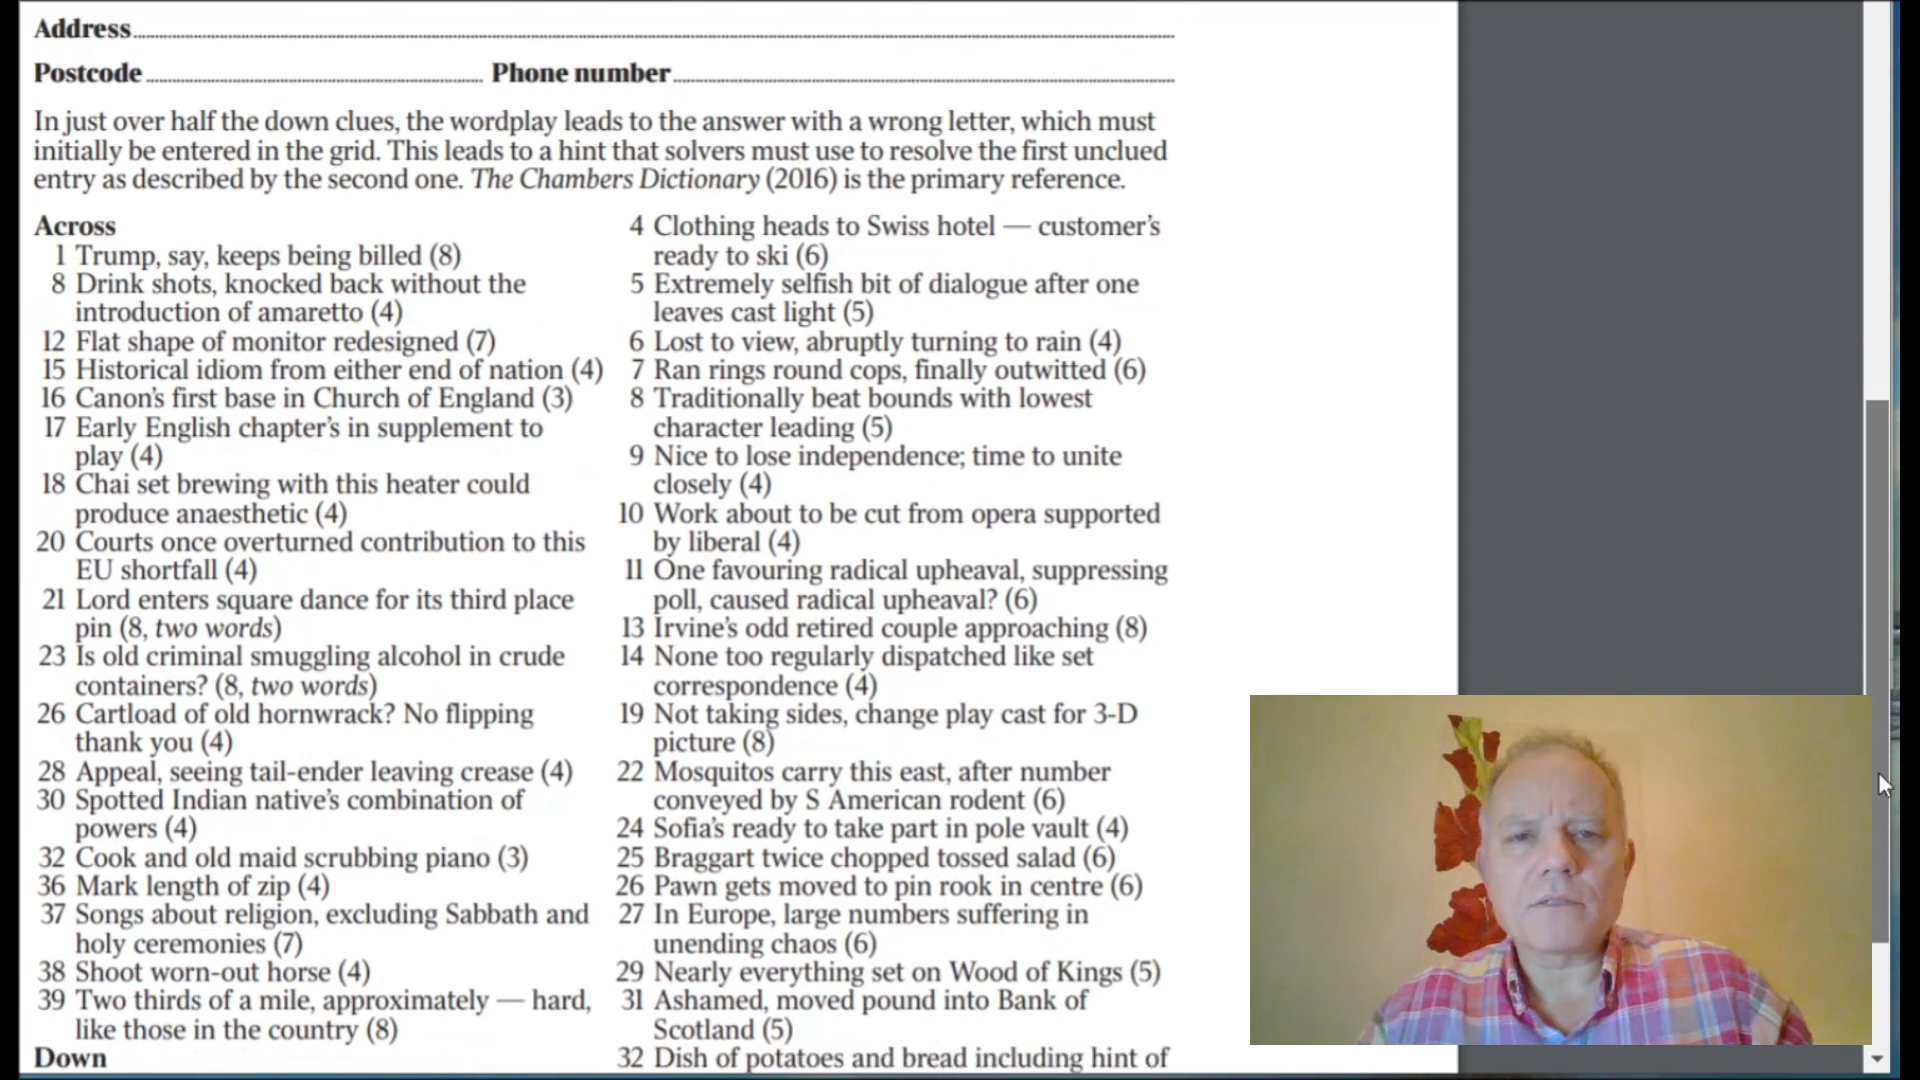 Address
Postcode Phone number
In just over half the down clues, the wordplay leads to the answer with a wrong letter, which must
initially be entered in the grid. This leads to a hint that solvers must use to resolve the first unclued
entry as described by the second one. The Chambers Dictionary (2016) is the primary reference.
Across
1 Trump, say, keeps being billed (8)
8 Drink shots, knocked back without the
introduction of amaretto (4)
12 Flat shape of monitor redesigned (7)
15 Historical idiom from either end of nation (4)
16 Canon's first base in Church of England (3)
17 Early English chapter's in supplement to
play (4)
18 Chai set brewing with this heater could
produce anaesthetic (4)
20 Courts once overturned contribution to this
EU shortfall (4)
21 Lord enters square dance for its third place
pin (8, two words)
23 Is old criminal smuggling alcohol in crude
containers? (8, two words)
26 Cartload of old hornwrack? No flipping
thank you (4)
28 Appeal, seeing tail-ender leaving crease (4)
30 Spotted Indian native's combination of
powers (4)
32 Cook and old maid scrubbing piano (3)
36 Mark length of zip (4)
37 Songs about religion, excluding Sabbath and
holy ceremonies (7)
38 Shoot worn-out horse (4)
39 Two thirds of a mile, approximately — hard,
like those in the country (8)
Down
4 Clothing heads to Swiss hotel — customer's
ready to ski (6)
5 Extremely selfish bit of dialogue after one
leaves cast light (5)
6 Lost to view, abruptly turning to rain (4)
7 Ran rings round cops, finally outwitted (6)
8 Traditionally beat bounds with lowest
character leading (5)
9 Nice to lose independence; time to unite
closely (4)
10 Work about to be cut from opera supported
by liberal (4)
11 One favouring radical upheaval, suppressing
poll, caused radical upheaval? (6)
13 Irvine's odd retired couple approaching (8)
14 None too regularly dispatched like set
correspondence (4)
19 Not taking sides, change play cast for 3-D
picture (8)
22 Mosquitos carry this east, after number
conveyed by S American rodent (6)
24 Sofia's ready to take part in pole vault (4)
25 Braggart twice chopped tossed salad (6)
26 Pawn gets moved to pin rook in centre (6)
27 In Europe, large numbers suffering in
unending chaos (6)
29 Nearly everything set on Wood of Kings (5)
31 Ashamed, moved pound into Bank of
Scotland (5)
32 Dish of potatoes and bread including hint of